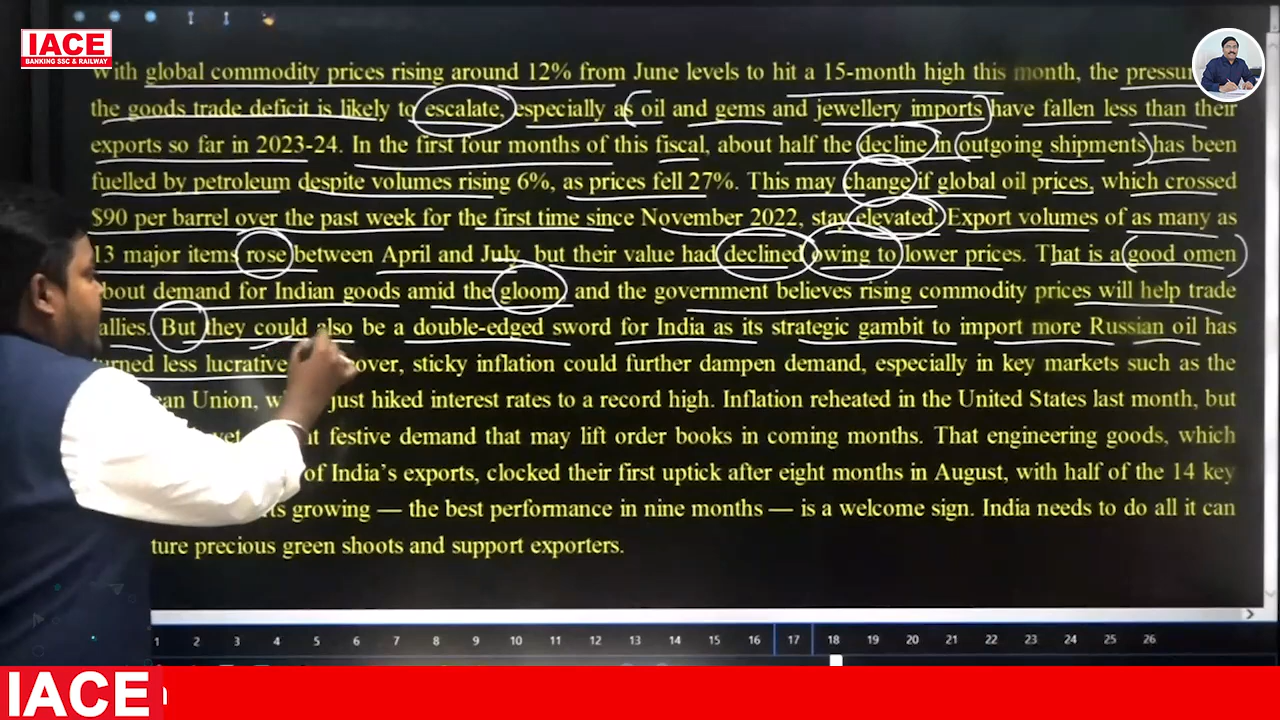 IACE
BANKING SSC & RAILWAY
With global commodity prices rising around 12% from June levels to hit a 15-month high this month, the
the goods trade deficit is likely to escalate, especially as oil and gems and jewellery imports have fallen less than their
exports so far in 2023-24. In the first four months of this fiscal, about half the decline in outgoing shipments has been
fuelled by petroleum despite volumes rising 6%, as prices fell 27%. This may change if global oil prices, which crossed
$90 per barrel over the past week for the first time since November 2022, stay elevated. Export volumes of as many as
13 major items rose between April and July, but their value had declined owing to lower prices. That is a good omen
about demand for Indian goods amid the gloom and the government believes rising commodity prices will help trade
But they could also be a double-edged sword for India as its strategic gambit to import more Russian oil has
less lucrative sticky inflation could further dampen demand, especially in key markets such as the
Union, just hiked interest rates to a record high. Inflation reheated in the United States last month, but
festive demand that may lift order books in coming months. That engineering goods, which
of India’s exports, clocked their first uptick after eight months in August, with half of the 14 key
growing — the best performance in nine months — is a welcome sign. India needs to do all it can
precious green shoots and support exporters.
1 2 3 4 5 6 7 8 9 10 11 12 13 14 15 16 17 18 19 20 21 22 23 24 25 26
IACE